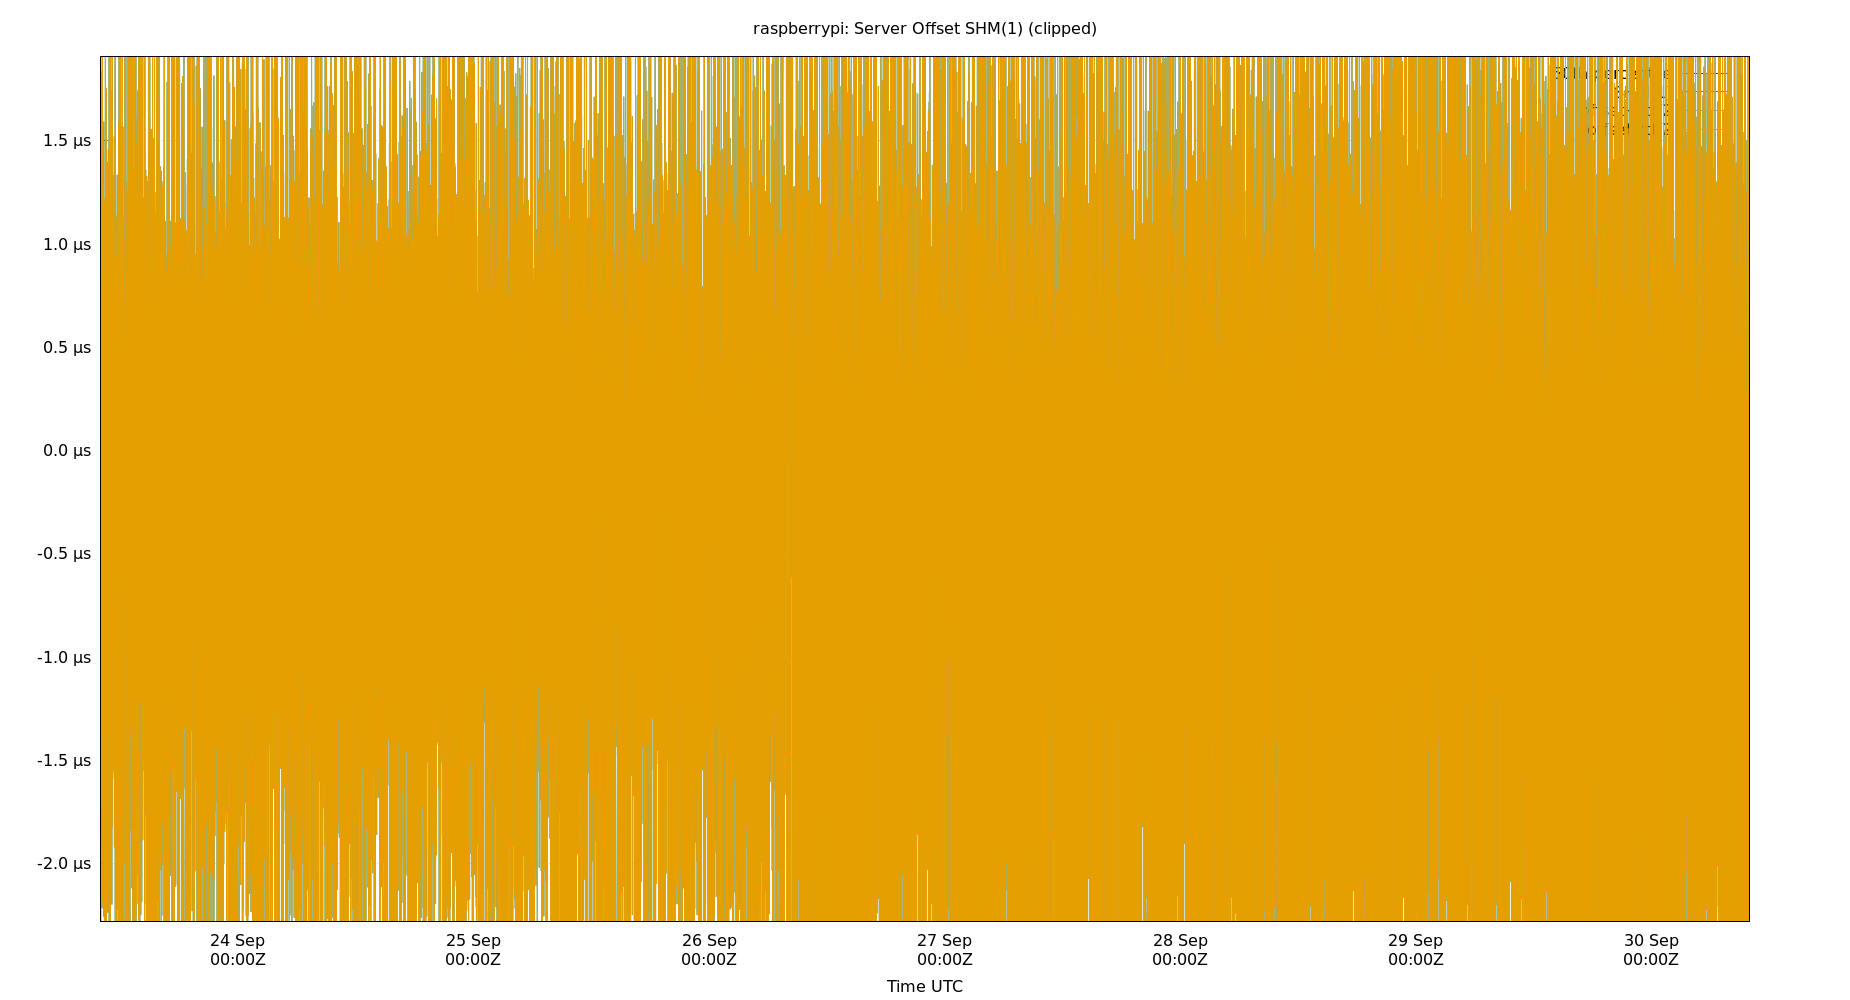 raspberrypi: Server Offset SHM(1) (clipped)
1.5 µs
1.0 µs
0.5 µs
0.0 µs
-0.5 µs
-1.0 µs
-1.5 µs
-2.0 µs
24 Sep 25 Sep 26 Sep 27 Sep 28 Sep 29 Sep 30 Sep
00:00Z 00:00Z 00:00Z 00:00Z 00:00Z 00:00Z 00:00Z
Time UTC